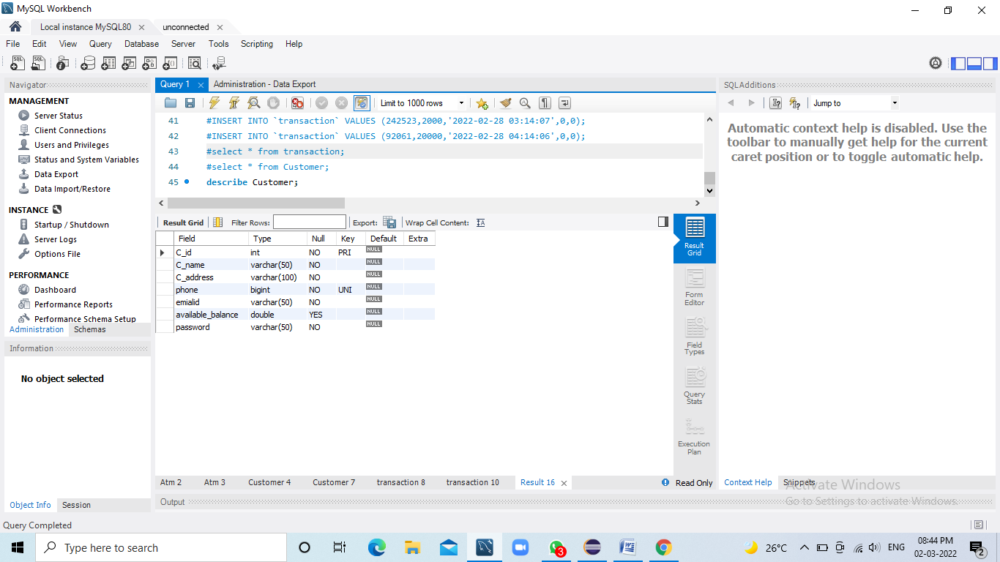 MySQL Workbench
Local instance MySQL80
unconnected
File Edit View Query Database Server Tools Scripting Help
Navigator
MANAGEMENT
Server Status
Client Connections
Users and Privileges
Status and System Variables
Data Export
Data Import/Restore
INSTANCE
Startup / Shutdown
Server Logs
Options File
PERFORMANCE
Dashboard
Performance Reports
Performance Schema Setup
Administration Schemas
Information
No object selected
Object Info Session
Query 1 Administration - Data Export
Limit to 1000 rows
41 #INSERT INTO `transaction` VALUES (242523,2000,'2022-02-28 03:14:07',0,0);
42 #INSERT INTO `transaction` VALUES (92061,20000,'2022-02-28 04:14:06',0,0);
43 #select * from transaction;
44 #select * from Customer;
45 describe Customer;
Result Grid Filter Rows: Export: Wrap Cell Content:
Field Type Null Key Default Extra
C_id int NO PRI NULL
C_name varchar(50) NO NULL
C_address varchar(100) NO NULL
phone bigint NO UNI NULL
emialid varchar(50) NO NULL
available_balance double YES NULL
password varchar(50) NO NULL
Result
Grid
Form
Editor
Field
Types
Query
Stats
Execution
Plan
Atm 2 Atm 3 Customer 4 Customer 7 transaction 8 transaction 10 Result 16 Read Only
Output
SQLAdditions
Jump to
Automatic context help is disabled. Use the
toolbar to manually get help for the current
caret position or to toggle automatic help.
Context Help Snippets
Activate Windows
Go to Settings to activate Windows.
Query Completed
Type here to search
3
26°C
ENG
08:44 PM
02-03-2022
2